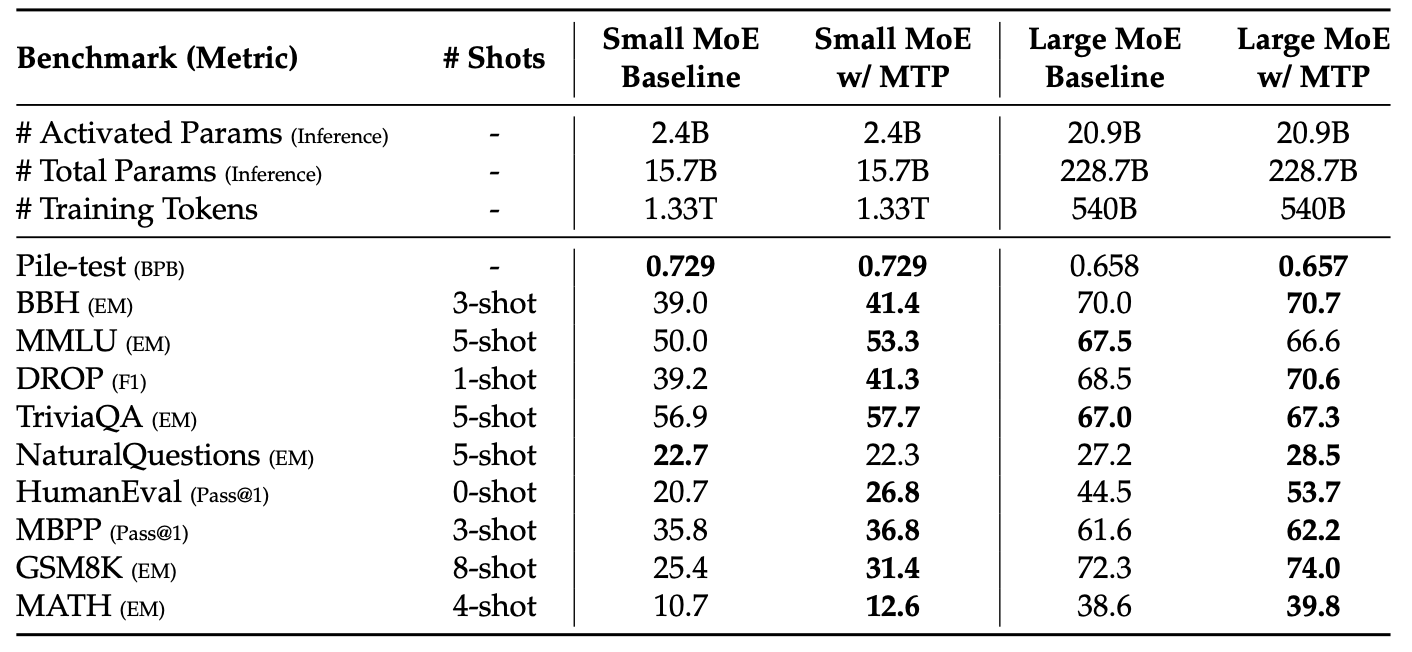 Benchmark (Metric) # Shots Small MoE Baseline Small MoE w/ MTP Large MoE Baseline Large MoE w/ MTP
# Activated Params (Inference) - 2.4B 2.4B 20.9B 20.9B
# Total Params (Inference) - 15.7B 15.7B 228.7B 228.7B
# Training Tokens - 1.33T 1.33T 540B 540B
Pile-test (BPB) - 0.729 0.729 0.658 0.657
BBH (EM) 3-shot 39.0 41.4 70.0 70.7
MMLU (EM) 5-shot 50.0 53.3 67.5 66.6
DROP (F1) 1-shot 39.2 41.3 68.5 70.6
TriviaQA (EM) 5-shot 56.9 57.7 67.0 67.3
NaturalQuestions (EM) 5-shot 22.7 22.3 27.2 28.5
HumanEval (Pass@1) 0-shot 20.7 26.8 44.5 53.7
MBPP (Pass@1) 3-shot 35.8 36.8 61.6 62.2
GSM8K (EM) 8-shot 25.4 31.4 72.3 74.0
MATH (EM) 4-shot 10.7 12.6 38.6 39.8